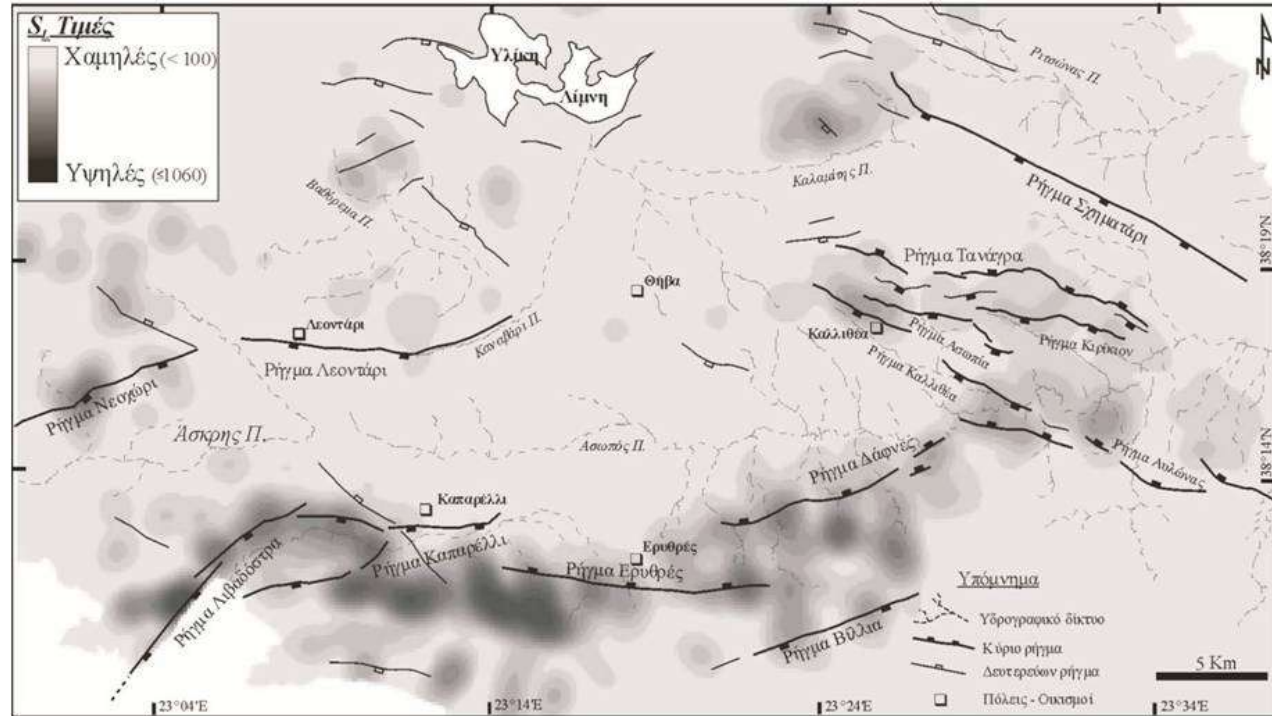 S_L Τιμές
Χαμηλές (< 100)
Υψηλές (≤1060)
Υλίκη
Λίμνη
Ριτσώνας Π.
N
Καλαμίτης Π.
Βαθύρεμα Π.
Ρήγμα Σχηματάρι
38°19'N
Ρήγμα Τανάγρα
Θήβα
Λεοντάρι
Καναβάρι Π.
Καλλιθέα
Ρήγμα Ασωπία
Ρήγμα Κιρύκιον
Ρήγμα Λεοντάρι
Ρήγμα Καλλιθέα
Ρήγμα Νεοχώρι
Άσκρης Π.
Ασωπός Π.
Ρήγμα Δάφνες
Ρήγμα Αυλώνας
38°14'N
Καπαρέλλι
Ρήγμα Καπαρέλλι
Ερυθρές
Ρήγμα Ερυθρές
Ρήγμα Λιβαδόστρα
Ρήγμα Βίλλια
Υπόμνημα
Υδρογραφικό δίκτυο
Κύριο ρήγμα
Δευτερεύων ρήγμα
Πόλεις - Οικισμοί
5 Km
23°04'E
23°14'E
23°24'E
23°34'E